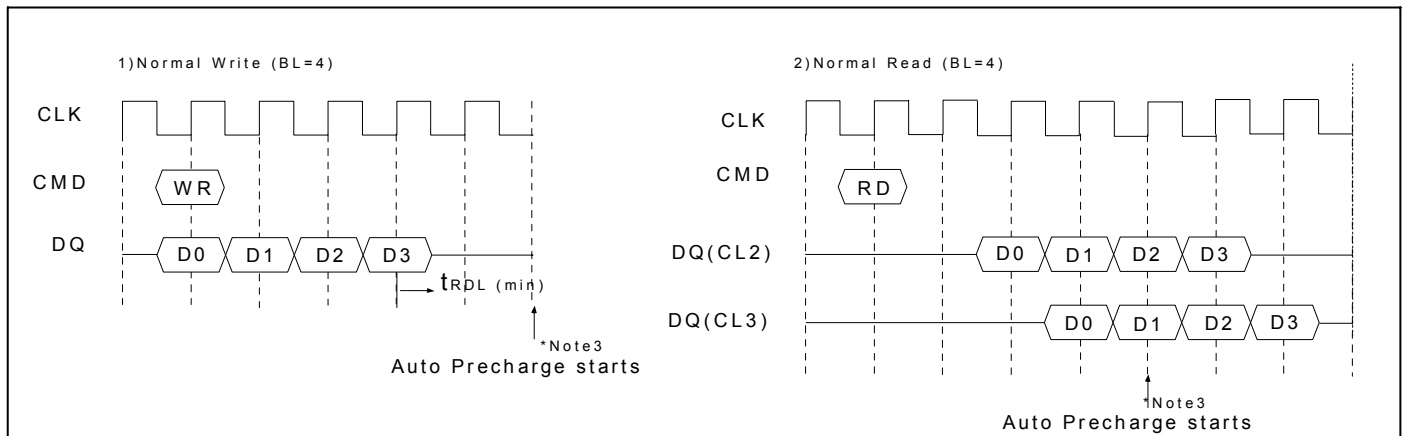 1)Normal Write (BL=4)
CLK
CMD
WR
DQ
D0 D1 D2 D3
tRDL (min)
*Note3
Auto Precharge starts
2)Normal Read (BL=4)
CLK
CMD
RD
DQ(CL2)
D0 D1 D2 D3
DQ(CL3)
D0 D1 D2 D3
*Note3
Auto Precharge starts